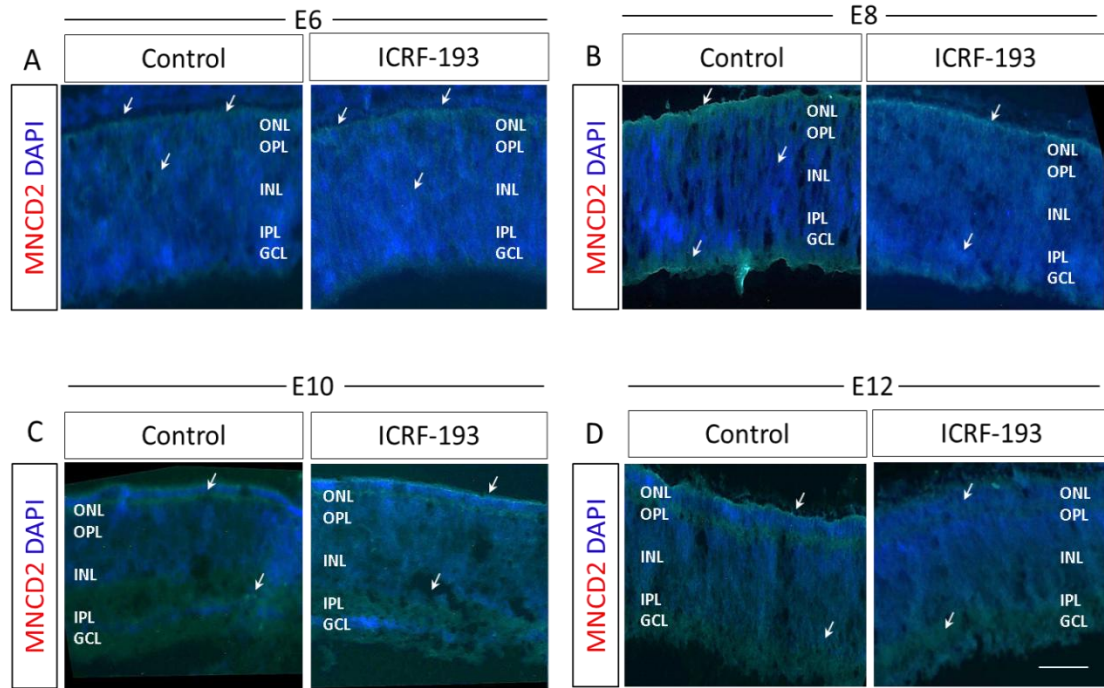 E6
A
Control
ICRF-193
MNCD2 DAPI
ONL
OPL
INL
IPL
GCL
ONL
OPL
INL
IPL
GCL
E8
B
Control
ICRF-193
MNCD2 DAPI
ONL
OPL
INL
IPL
GCL
ONL
OPL
INL
IPL
GCL
E10
C
Control
ICRF-193
MNCD2 DAPI
ONL
OPL
INL
IPL
GCL
ONL
OPL
INL
IPL
GCL
E12
D
Control
ICRF-193
MNCD2 DAPI
ONL
OPL
INL
IPL
GCL
ONL
OPL
INL
IPL
GCL